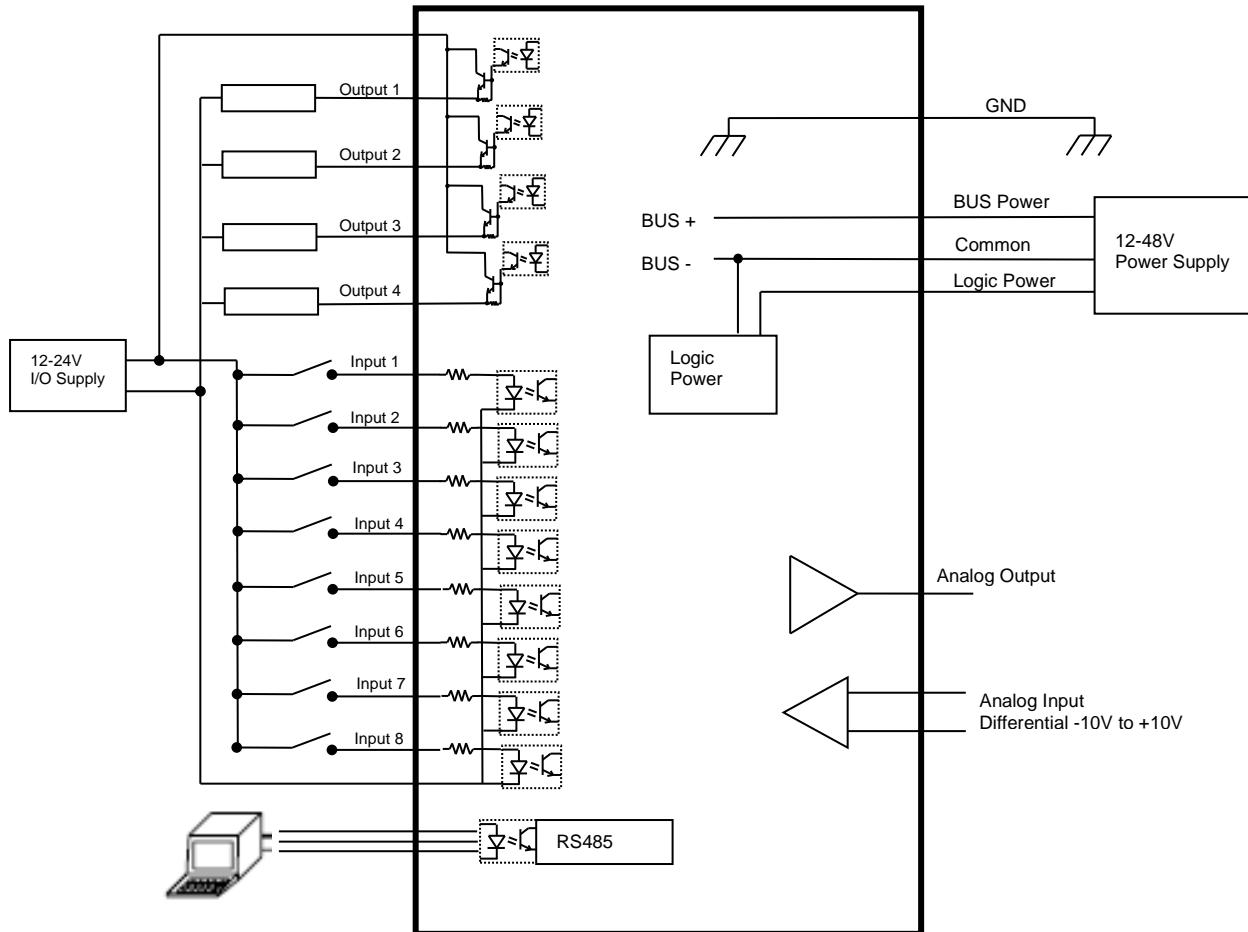 Output 1
Output 2
Output 3
Output 4
12-24V
I/O Supply
Input 1
Input 2
Input 3
Input 4
Input 5
Input 6
Input 7
Input 8
RS485
GND
BUS +
BUS -
BUS Power
Common
Logic Power
12-48V
Power Supply
Logic
Power
Analog Output
Analog Input
Differential -10V to +10V